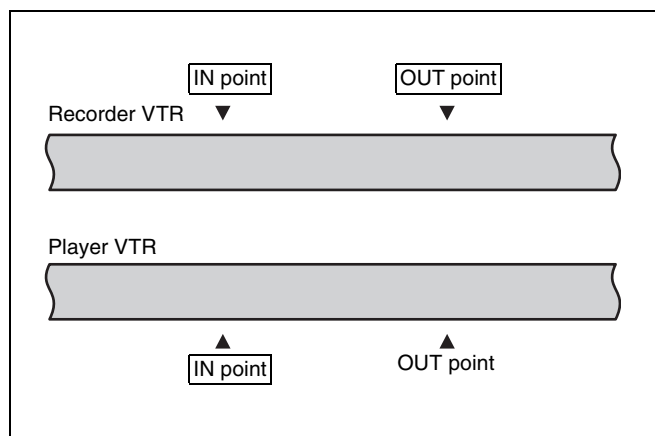 IN point
OUT point
Recorder VTR
Player VTR
IN point
OUT point